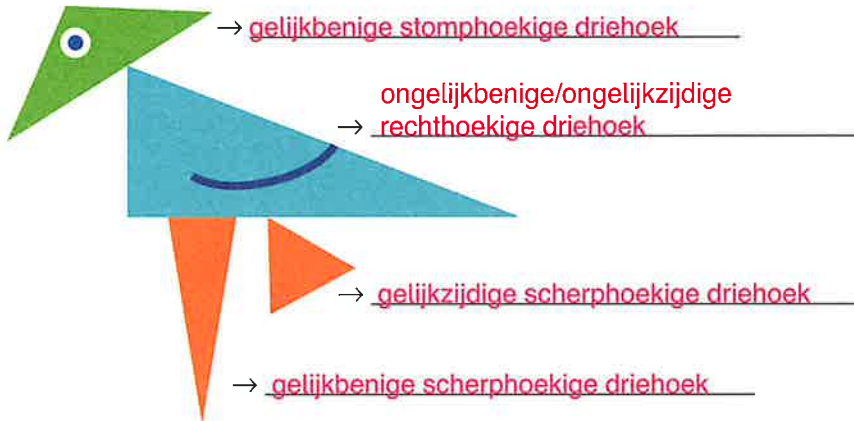 → gelijkbenige stomphoekige driehoek
ongelijkbenige/ongelijkzijdige
→ rechthoekige driehoek
→ gelijkzijdige scherphoekige driehoek
→ gelijkbenige scherphoekige driehoek